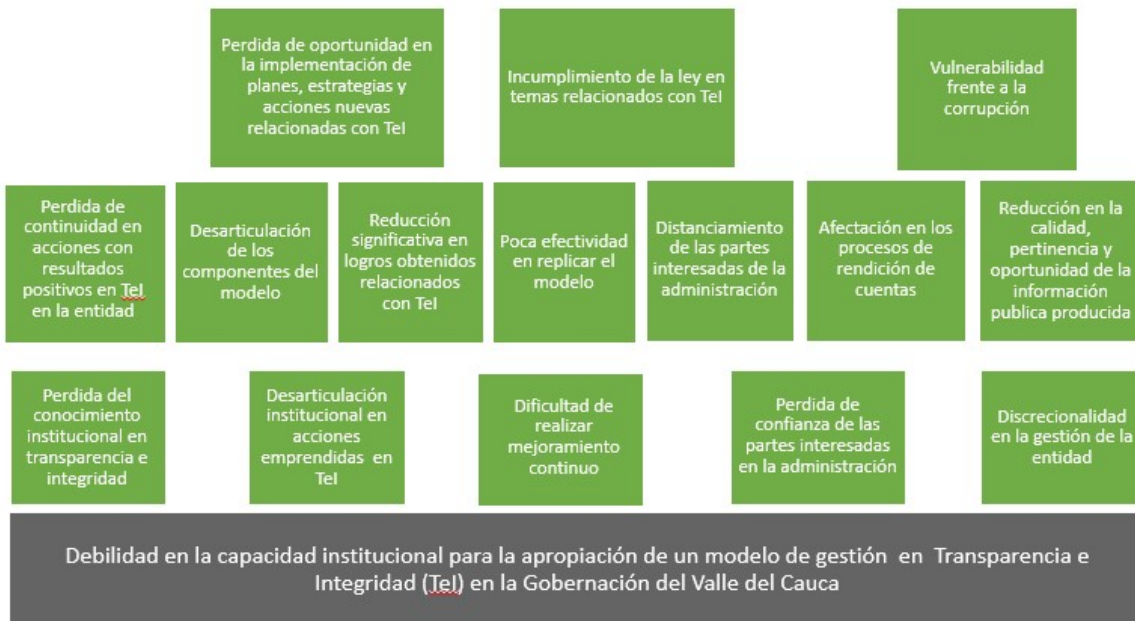 Perdida de oportunidad en
la implementación de
planes, estrategias y
acciones nuevas
relacionadas con TeI
Incumplimiento de la ley en
temas relacionados con TeI
Vulnerabilidad
frente a la
corrupción
Perdida de
continuidad en
acciones con
resultados
positivos en TeI
en la entidad
Desarticulación
de los
componentes del
modelo
Reducción
significativa en
logros obtenidos
relacionados
con TeI
Poca efectividad
en replicar el
modelo
Distanciamiento
de las partes
interesadas de la
administración
Afectación en los
procesos de
rendición de
cuentas
Reducción en la
calidad,
pertinencia y
oportunidad de la
información
publica producida
Perdida del
conocimiento
institucional en
transparencia e
integridad
Desarticulación
institucional en
acciones
emprendidas en
TeI
Dificultad de
realizar
mejoramiento
continuo
Perdida de
confianza de las
partes interesadas
en la administración
Discrecionalidad
en la gestión de la
entidad
Debilidad en la capacidad institucional para la apropiación de un modelo de gestión en Transparencia e
Integridad (TeI) en la Gobernación del Valle del Cauca